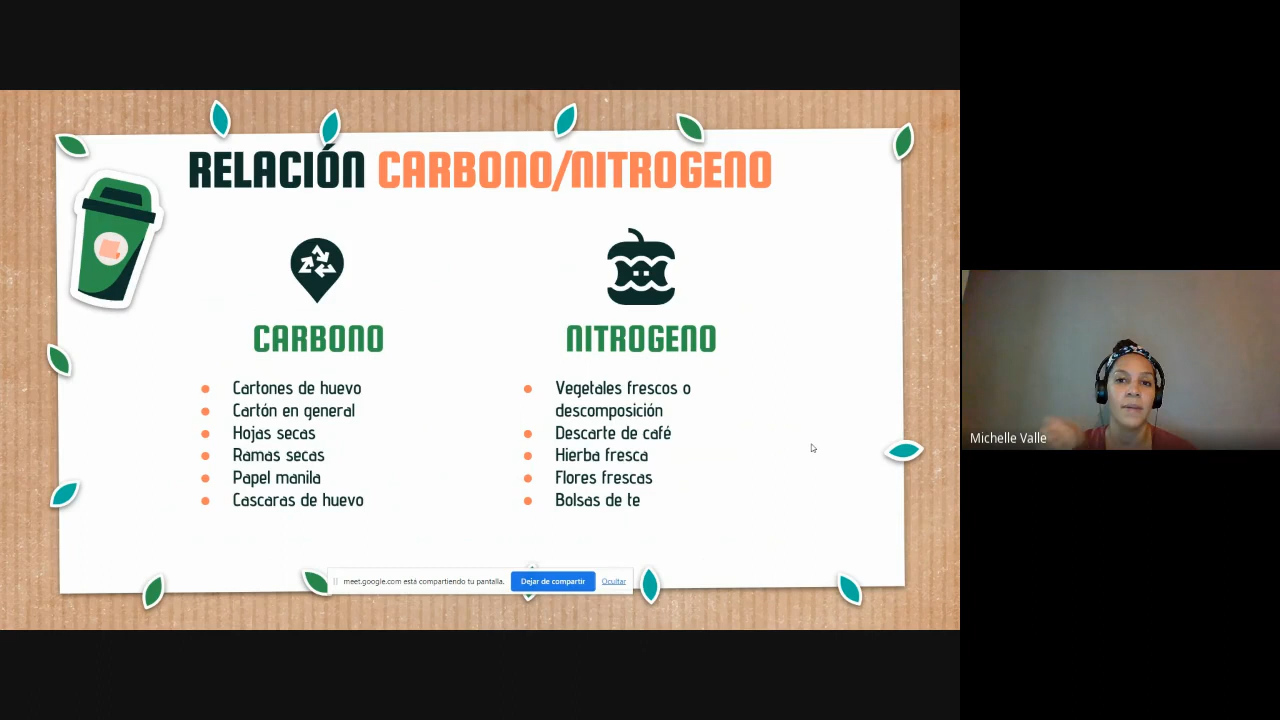 RELACIÓN CARBONO/NITROGENO
CARBONO
Cartones de huevo
Cartón en general
Hojas secas
Ramas secas
Papel manila
Cascaras de huevo
NITROGENO
Vegetales frescos o
descomposición
Descarte de café
Hierba fresca
Flores frescas
Bolsas de te
meet.google.com está compartiendo tu pantalla.
Dejar de compartir
Ocultar
Michelle Valle